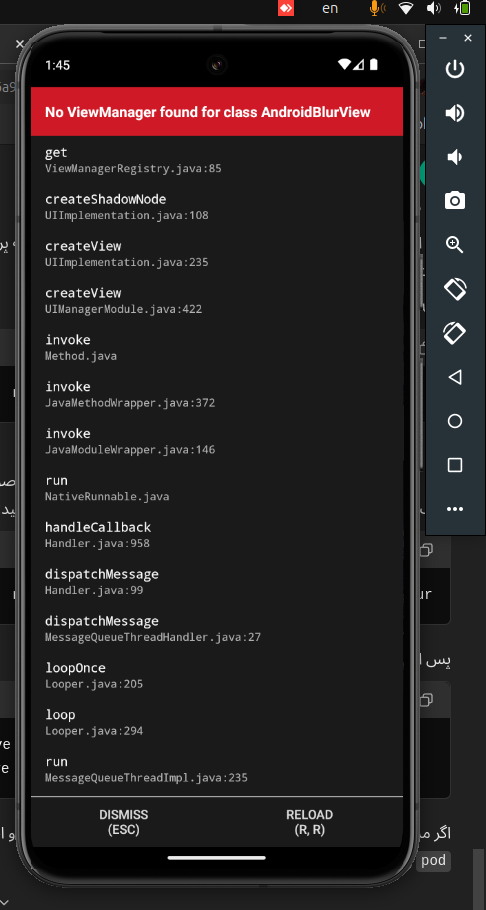 en
1:45
No ViewManager found for class AndroidBlurView
get
ViewManagerRegistry.java:85
createShadowNode
UIImplementation.java:108
createView
UIImplementation.java:235
createView
UIManagerModule.java:422
invoke
Method.java
invoke
JavaMethodWrapper.java:372
invoke
JavaModuleWrapper.java:146
run
NativeRunnable.java
handleCallback
Handler.java:958
dispatchMessage
Handler.java:99
dispatchMessage
MessageQueueThreadHandler.java:27
loopOnce
Looper.java:205
loop
Looper.java:294
run
MessageQueueThreadImpl.java:235
DISMISS
(ESC)
RELOAD
(R, R)
ur
پس
اگر
pod